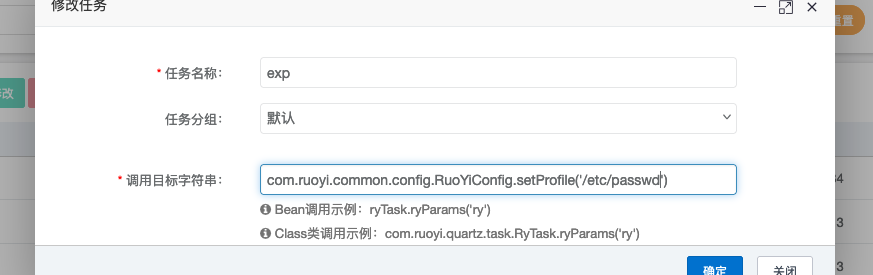 修改任务
重置
修改
* 任务名称：
exp
任务分组：
默认
* 调用目标字符串：
com.ruoyi.common.config.RuoYiConfig.setProfile('/etc/passwd')
Bean调用示例：ryTask.ryParams('ry')
Class类调用示例：com.ruoyi.quartz.task.RyTask.ryParams('ry')
确定
关闭